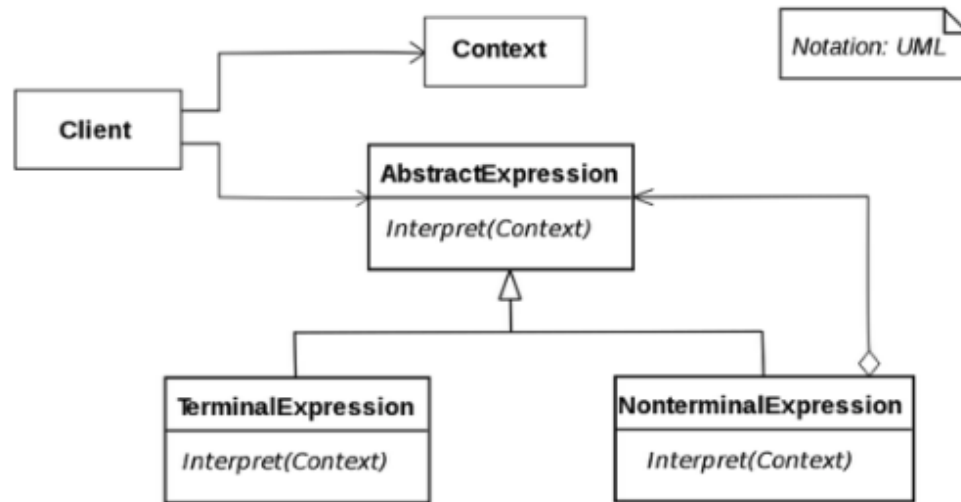 Context
Notation: UML
Client
AbstractExpression
Interpret(Context)
TerminalExpression
Interpret(Context)
NonterminalExpression
Interpret(Context)